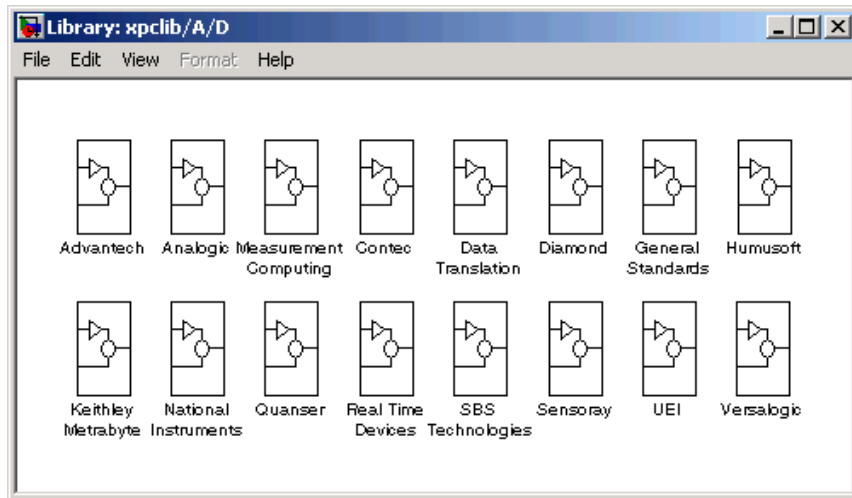 Library: xpclib/A/D
File Edit View Format Help
Advantech Analogic Measurement Computing Contec Data Translation Diamond General Standards Humusoft
Keithley Metrabyte National Instruments Quanser Real Time Devices SBS Technologies Sensoray UEI Versalogic